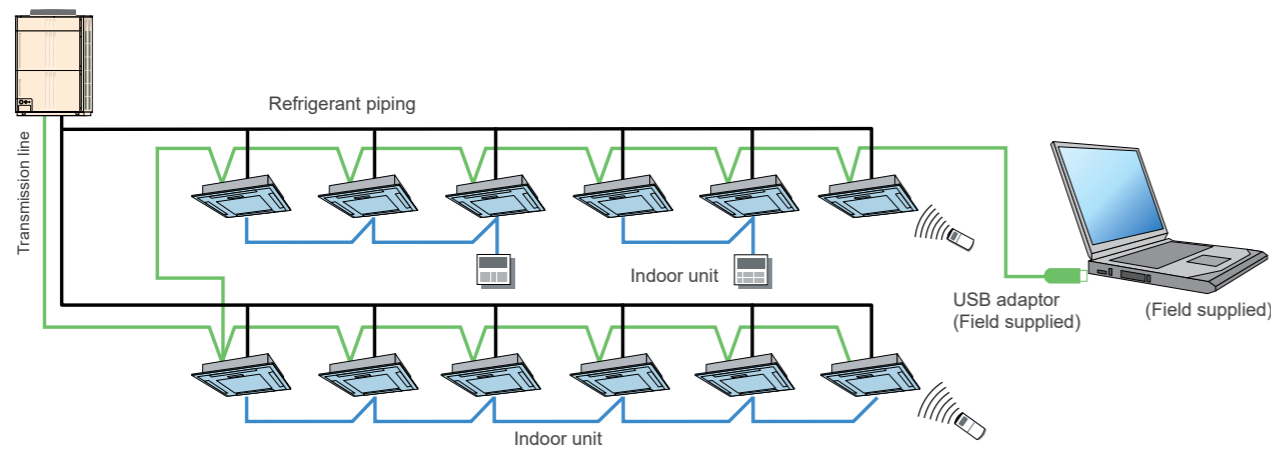 Refrigerant piping
Transmission line
Indoor unit
USB adaptor
(Field supplied)
(Field supplied)
Indoor unit